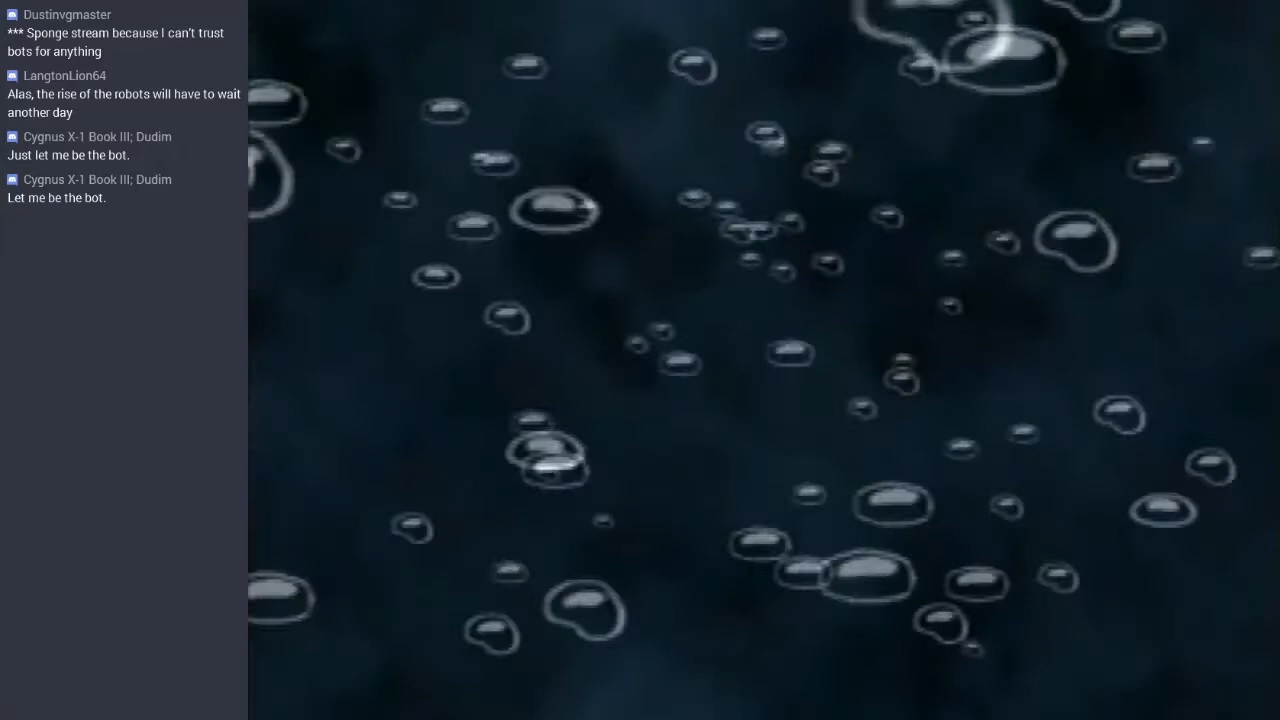 Dustinvgmaster
*** Sponge stream because I can't trust
bots for anything
LangtonLion64
Alas, the rise of the robots will have to wait
another day
Cygnus X-1 Book III; Dudim
Just let me be the bot.
Cygnus X-1 Book III; Dudim
Let me be the bot.